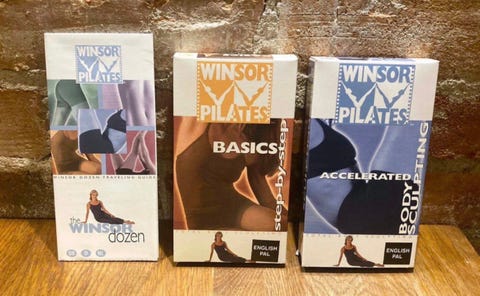 WINSOR
PILATES
WINSOR DOZEN TRAVELING GUIDE
the
WINSOR
dozen
WINSOR
PILATES
BASICS
step-by-step
ENGLISH
PAL
WINSOR
PILATES
ACCELERATED
BODY
SCULPTING
ENGLISH
PAL